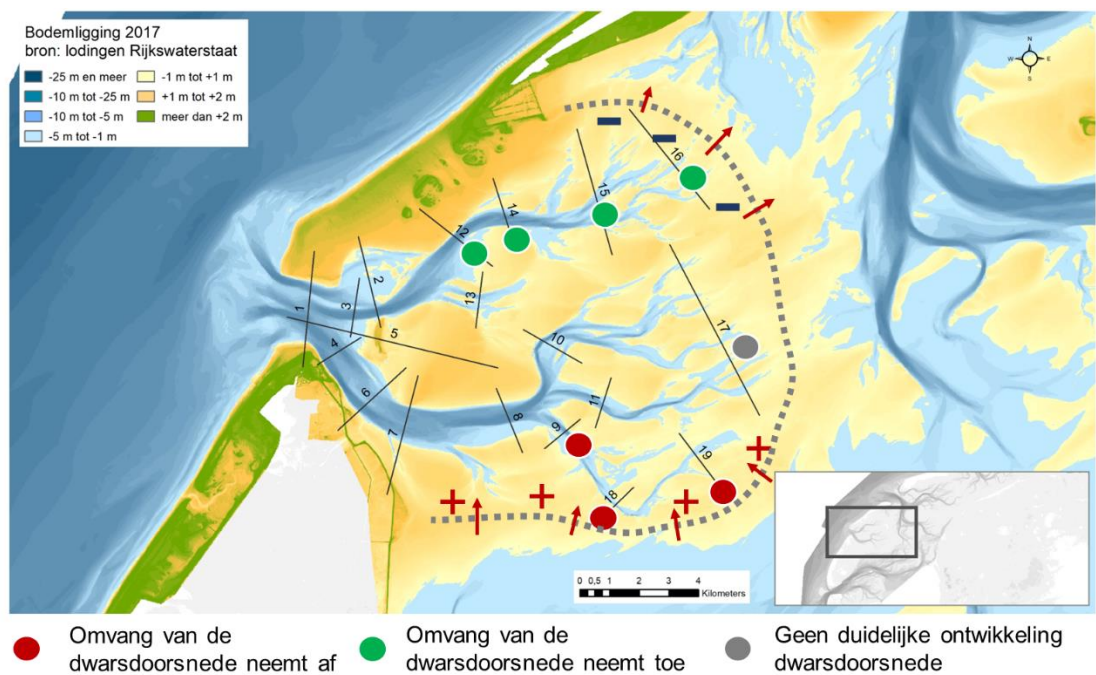 Bodemligging 2017
bron: lodingen Rijkswaterstaat
-25 m en meer
-1 m tot +1 m
-10 m tot -25 m
+1 m tot +2 m
-10 m tot -5 m
meer dan +2 m
-5 m tot -1 m
N
W E
S
16
15
14
12
2
13
3
1
5
4
10
17
6
11
7
8
9
19
18
0 0,5 1 2 3 4
Kilometers
Omvang van de
dwarsdoorsnede neemt af
Omvang van de
dwarsdoorsnede neemt toe
Geen duidelijke ontwikkeling
dwarsdoorsnede